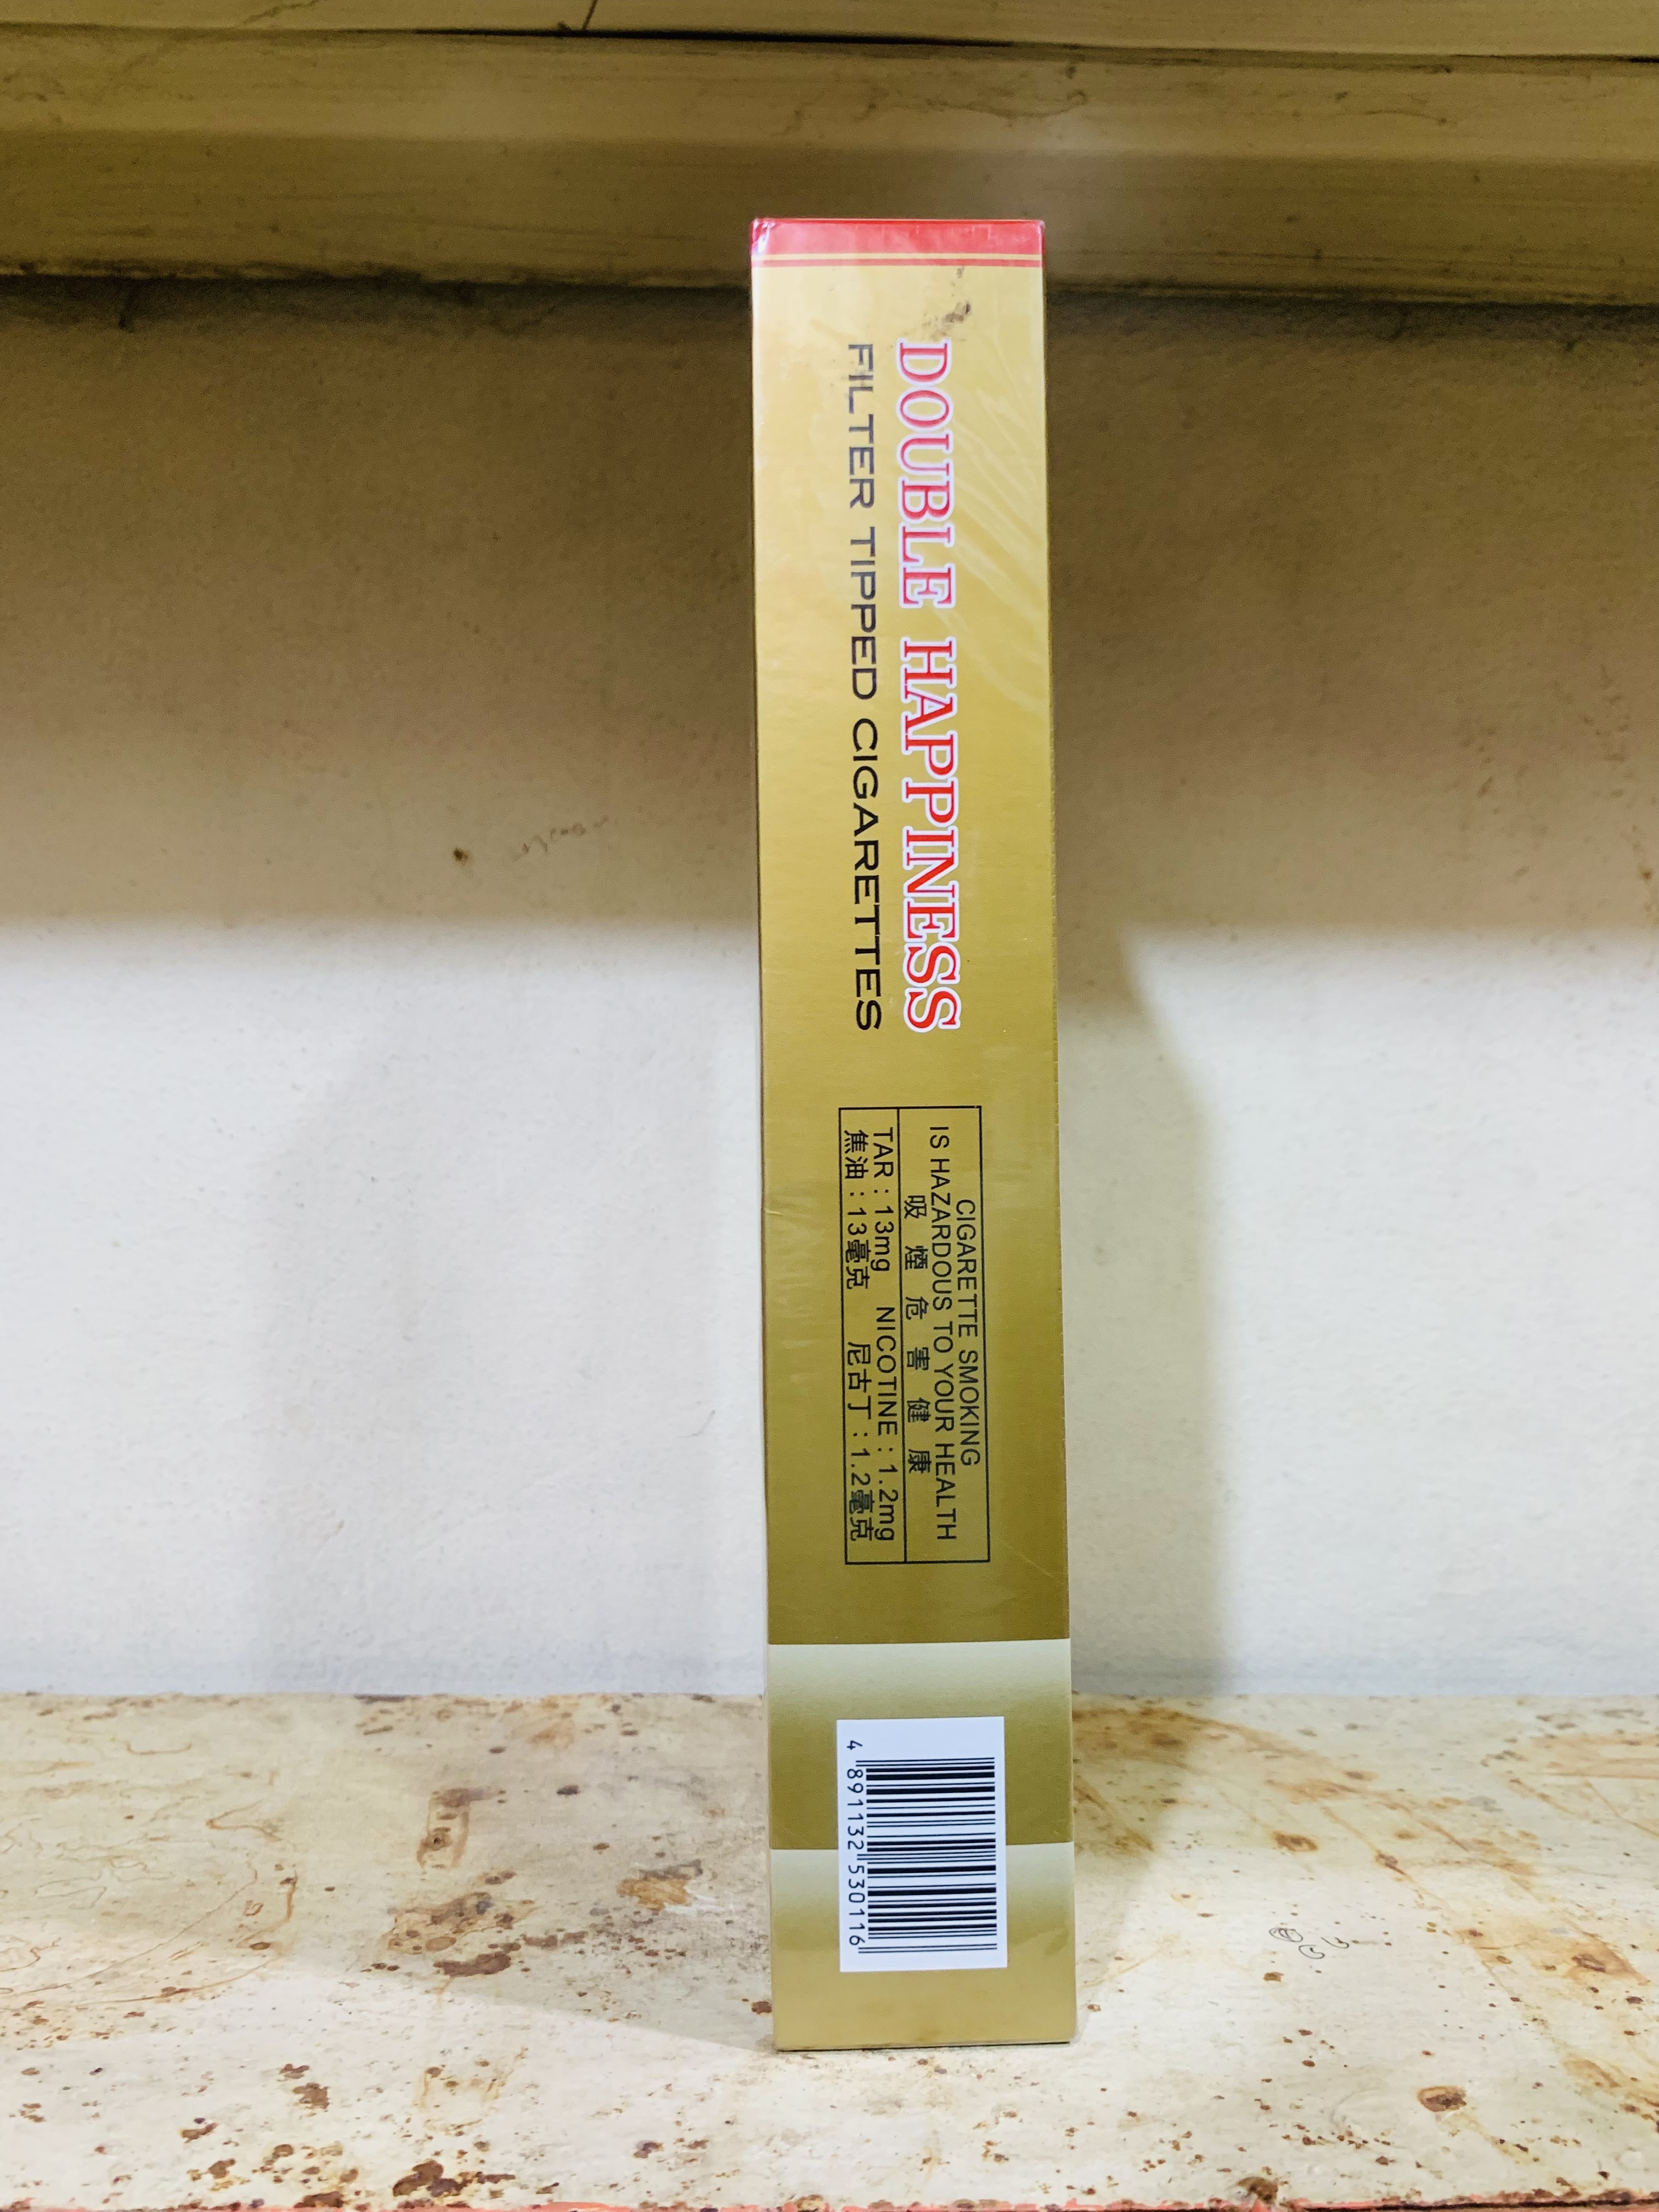 DOUBLE HAPPINESS
FILTER TIPPED CIGARETTES
CIGARETTE SMOKING
IS HAZARDOUS TO YOUR HEALTH
吸煙危害健康
TAR : 13mg NICOTINE : 1.2mg
焦油 : 13毫克 尼古丁 : 1.2毫克
4 891132 530116